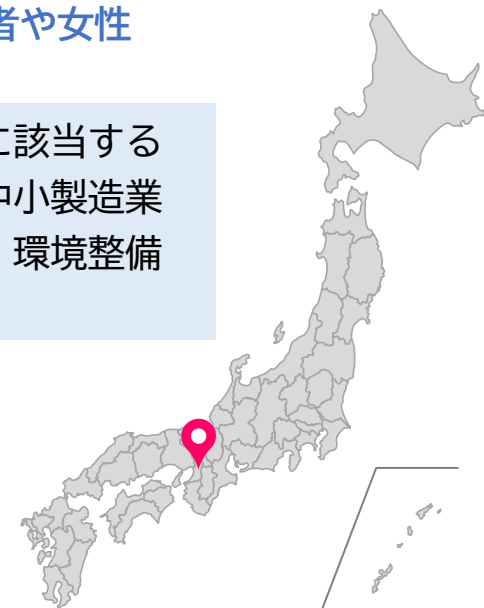 者や女性
に該当する
中小製造業
環境整備